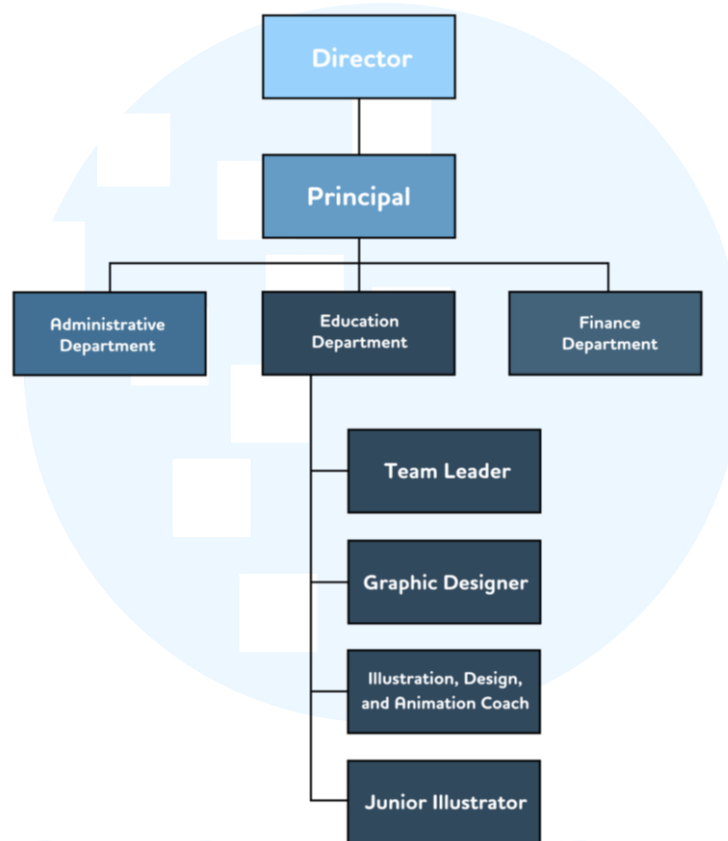 Director
Principal
Administrative
Department
Education
Department
Finance
Department
Team Leader
Graphic Designer
Illustration, Design,
and Animation Coach
Junior Illustrator